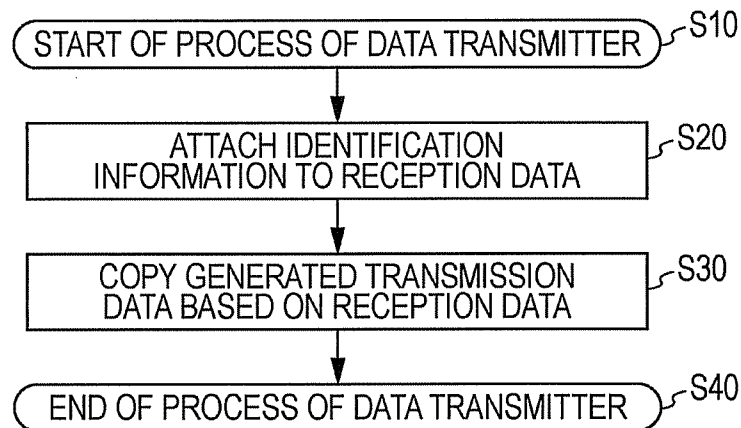 START OF PROCESS OF DATA TRANSMITTER
S10
ATTACH IDENTIFICATION
INFORMATION TO RECEPTION DATA
S20
COPY GENERATED TRANSMISSION
DATA BASED ON RECEPTION DATA
S30
END OF PROCESS OF DATA TRANSMITTER
S40